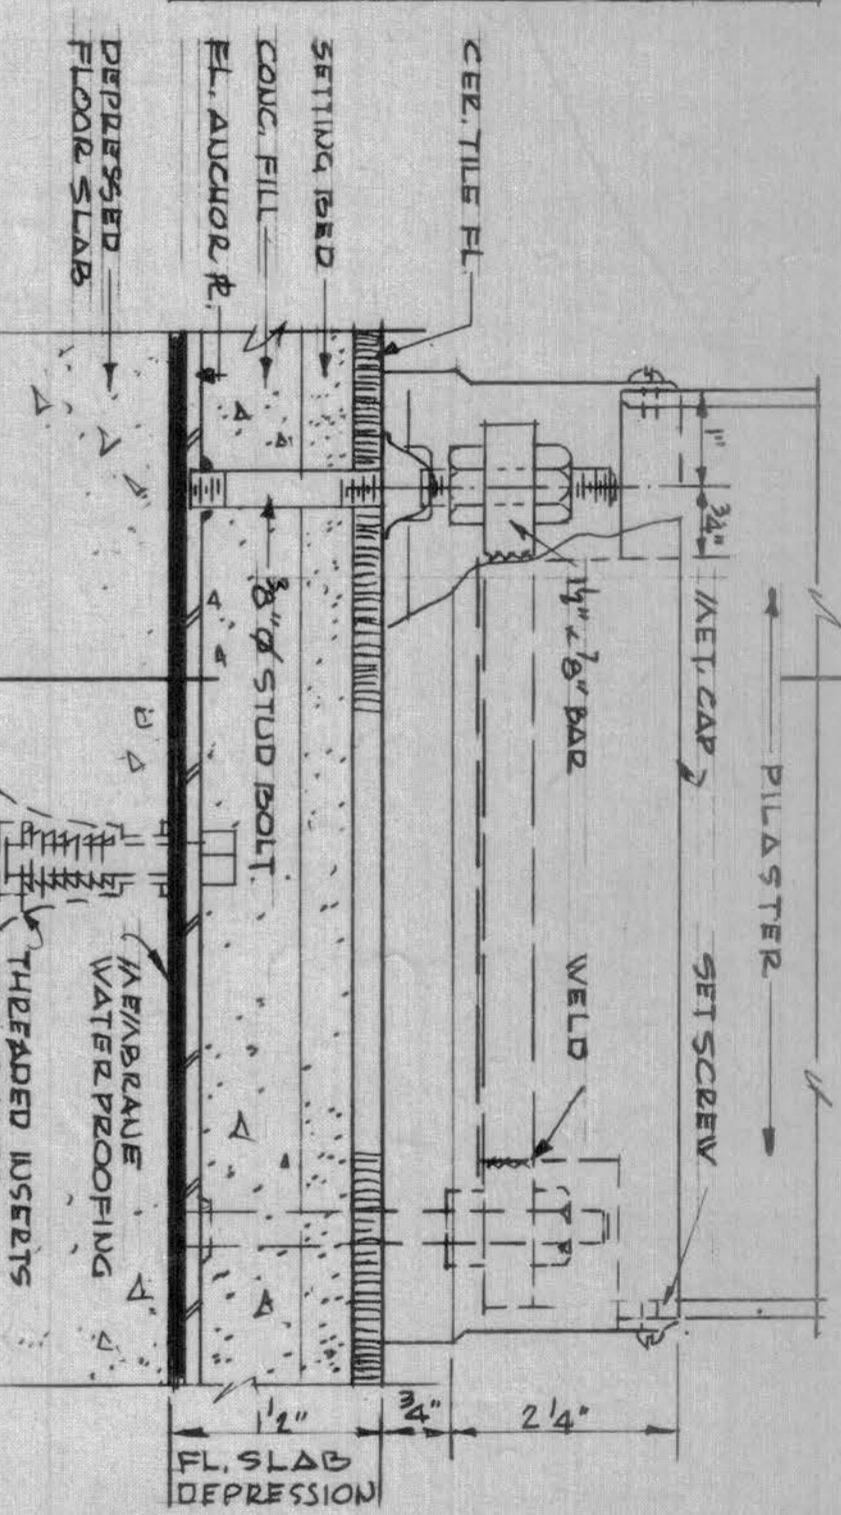 CER. TILE FL.
SETTING BED
CONC. FILL
FL. ANCHOR PL.
DEPRESSED
FLOOR SLAB
1"
3/4"
PILASTER
MET. CAP
SET SCREW
1½" x ⅞" BAR
WELD
3/8"ø STUD BOLT
MEMBRANE
WATERPROOFING
THREADED INSERTS
1½"
3/4"
2¼"
FL. SLAB
DEPRESSION